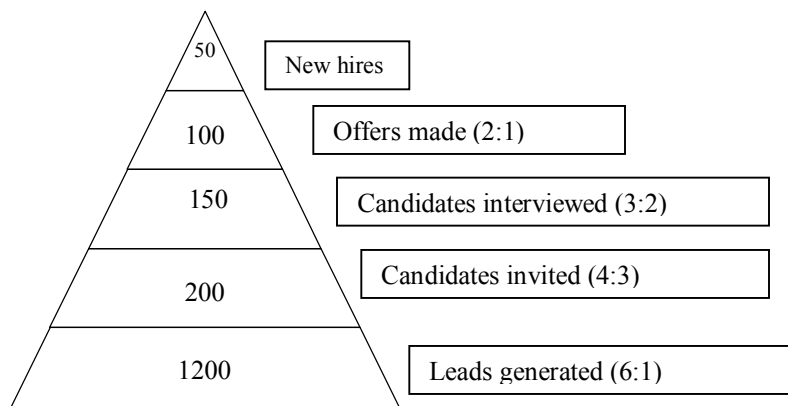 50
New hires
100
Offers made (2:1)
150
Candidates interviewed (3:2)
200
Candidates invited (4:3)
1200
Leads generated (6:1)